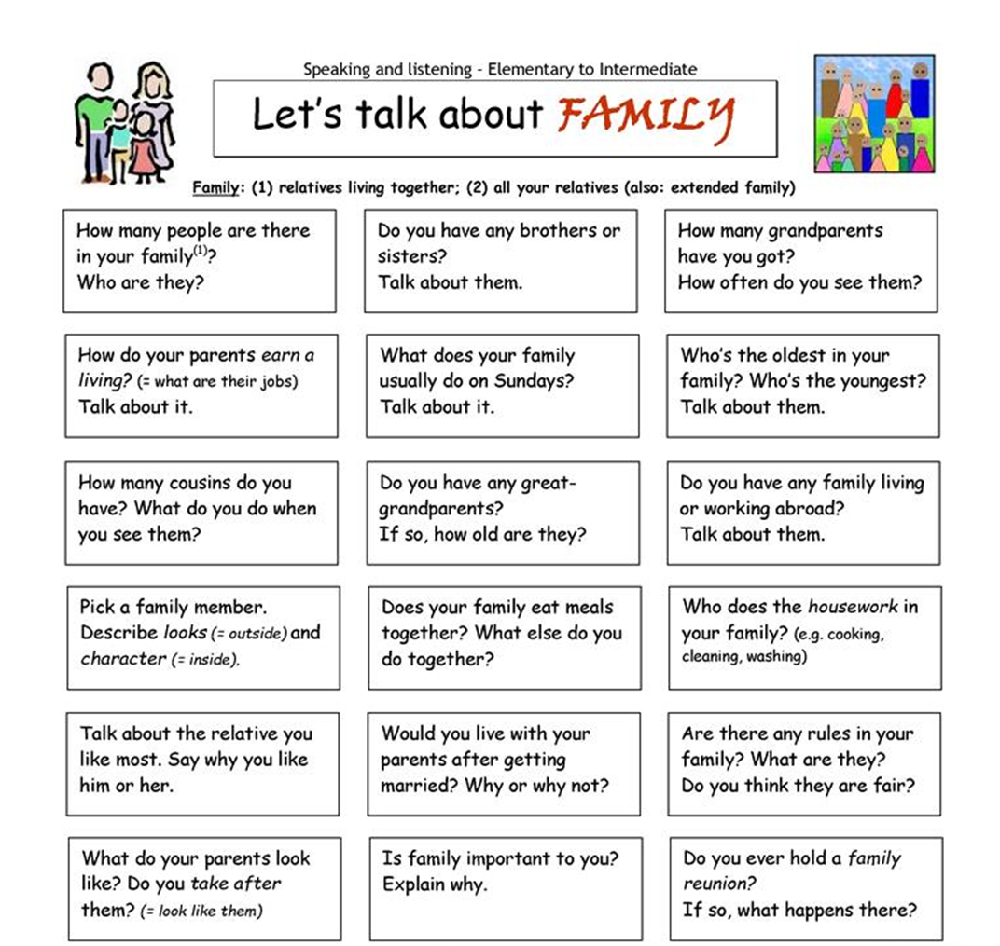 Speaking and listening - Elementary to Intermediate
Let's talk about FAMILY
Family: (1) relatives living together; (2) all your relatives (also: extended family)
How many people are there
in your family(1)?
Who are they?
Do you have any brothers or
sisters?
Talk about them.
How many grandparents
have you got?
How often do you see them?
How do your parents earn a
living? (= what are their jobs)
Talk about it.
What does your family
usually do on Sundays?
Talk about it.
Who's the oldest in your
family? Who's the youngest?
Talk about them.
How many cousins do you
have? What do you do when
you see them?
Do you have any great-
grandparents?
If so, how old are they?
Do you have any family living
or working abroad?
Talk about them.
Pick a family member.
Describe looks (= outside) and
character (= inside).
Does your family eat meals
together? What else do you
do together?
Who does the housework in
your family? (e.g. cooking,
cleaning, washing)
Talk about the relative you
like most. Say why you like
him or her.
Would you live with your
parents after getting
married? Why or why not?
Are there any rules in your
family? What are they?
Do you think they are fair?
What do your parents look
like? Do you take after
them? (= look like them)
Is family important to you?
Explain why.
Do you ever hold a family
reunion?
If so, what happens there?